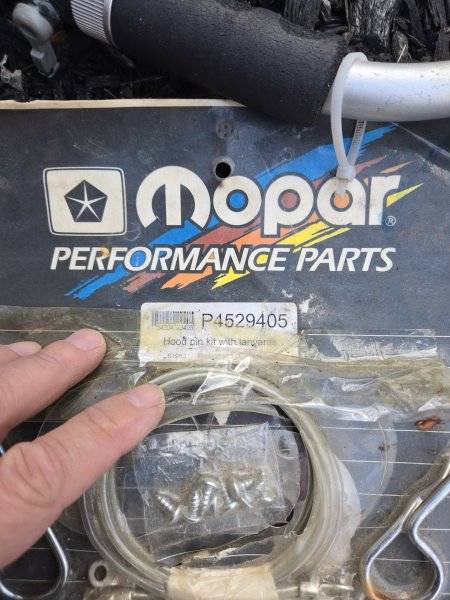 mopar®
PERFORMANCE PARTS
P4529405
Hood pin kit with lanyards